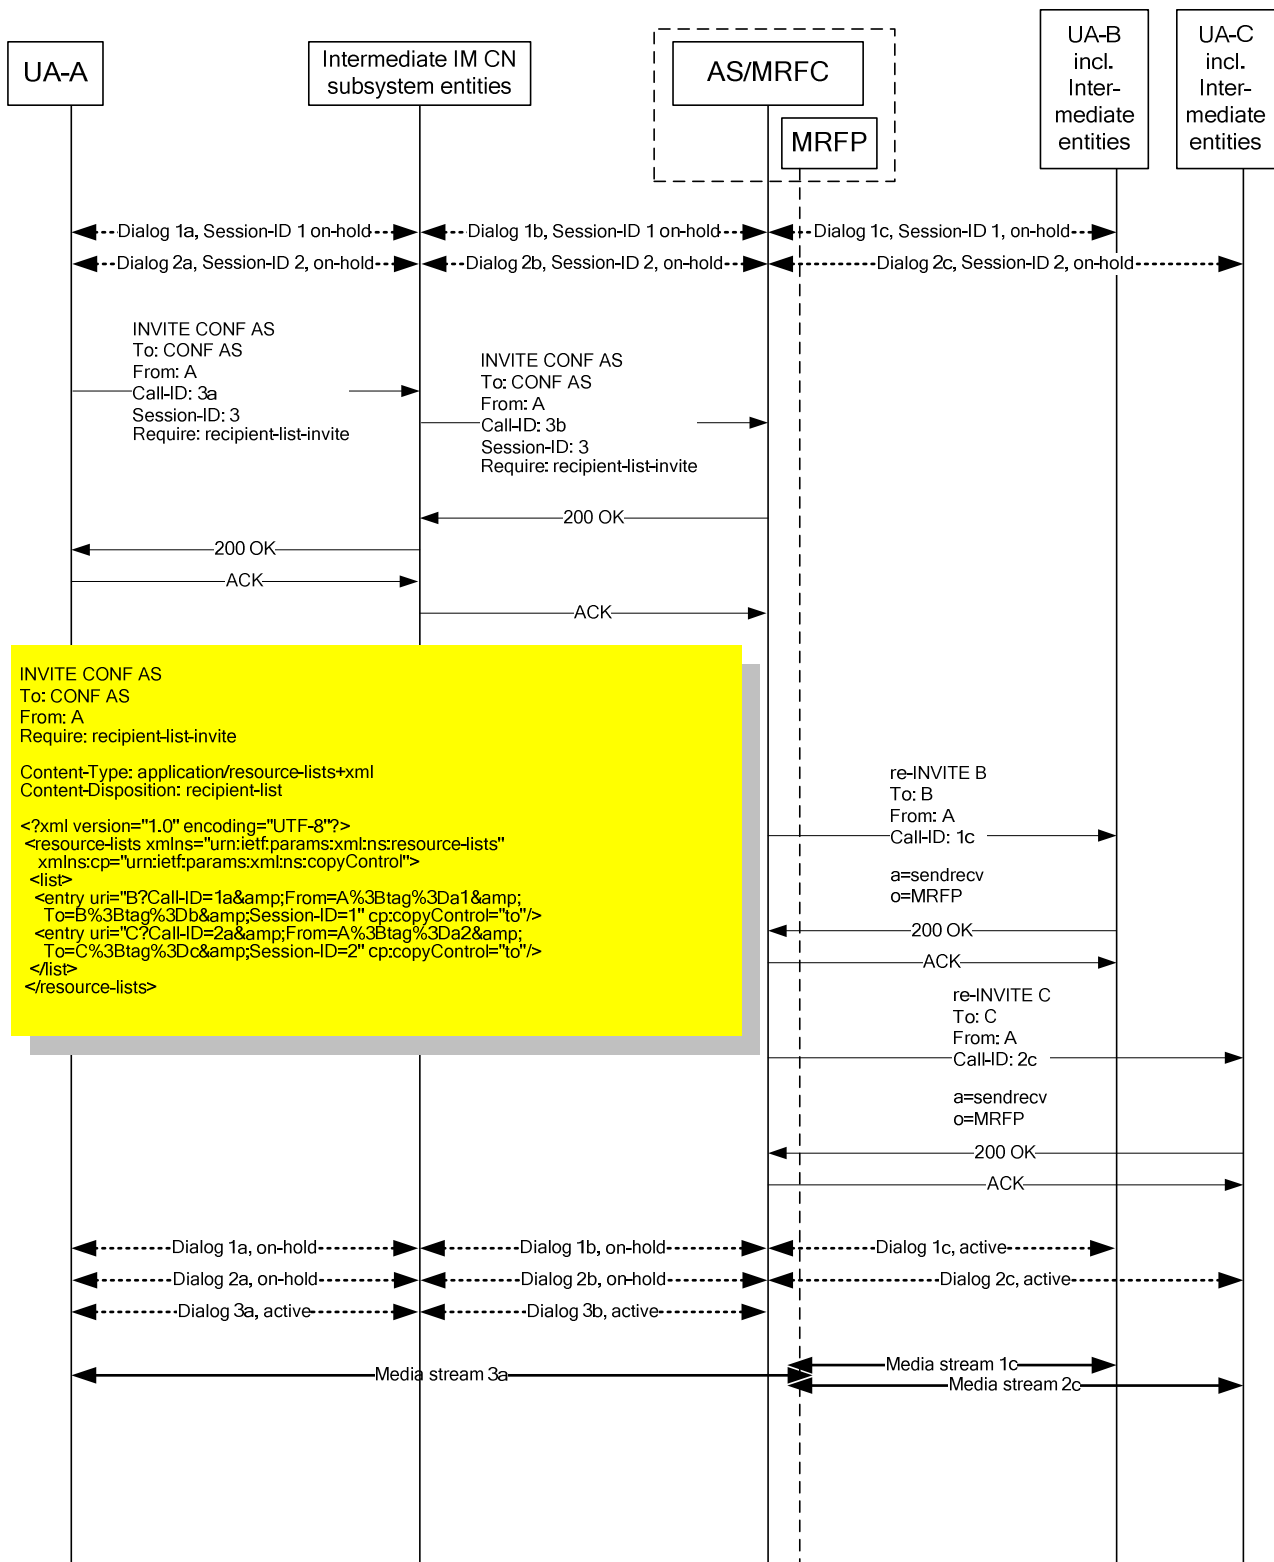 UA-A
Intermediate IM CN
subsystem entities
AS/MRFC
MRFP
UA-B
incl.
Inter-
mediate
entities
UA-C
incl.
Inter-
mediate
entities
Dialog 1a, Session-ID 1 on-hold
Dialog 1b, Session-ID 1 on-hold
Dialog 1c, Session-ID 1, on-hold
Dialog 2a, Session-ID 2, on-hold
Dialog 2b, Session-ID 2, on-hold
Dialog 2c, Session-ID 2, on-hold
INVITE CONF AS
To: CONF AS
From: A
Call-ID: 3a
Session-ID: 3
Require: recipient-list-invite
INVITE CONF AS
To: CONF AS
From: A
Call-ID: 3b
Session-ID: 3
Require: recipient-list-invite
200 OK
200 OK
ACK
ACK
INVITE CONF AS
To: CONF AS
From: A
Require: recipient-list-invite
Content-Type: application/resource-lists+xml
Content-Disposition: recipient-list
<?xml version="1.0" encoding="UTF-8"?>
<resource-lists xmlns="urn:ietf:params:xml:ns:resource-lists"
xmlns:cp="urn:ietf:params:xml:ns:copyControl">
<list>
<entry uri="B?Call-ID=1a&amp;From=A%3Btag%3Da1&amp;
To=B%3Btag%3Db&amp;Session-ID=1" cp:copyControl="to"/>
<entry uri="C?Call-ID=2a&amp;From=A%3Btag%3Da2&amp;
To=C%3Btag%3Dc&amp;Session-ID=2" cp:copyControl="to"/>
</list>
</resource-lists>
re-INVITE B
To: B
From: A
Call-ID: 1c
a=sendrecv
o=MRFP
200 OK
ACK
re-INVITE C
To: C
From: A
Call-ID: 2c
a=sendrecv
o=MRFP
200 OK
ACK
Dialog 1a, on-hold
Dialog 1b, on-hold
Dialog 1c, active
Dialog 2a, on-hold
Dialog 2b, on-hold
Dialog 2c, active
Dialog 3a, active
Dialog 3b, active
Media stream 1c
Media stream 3a
Media stream 2c